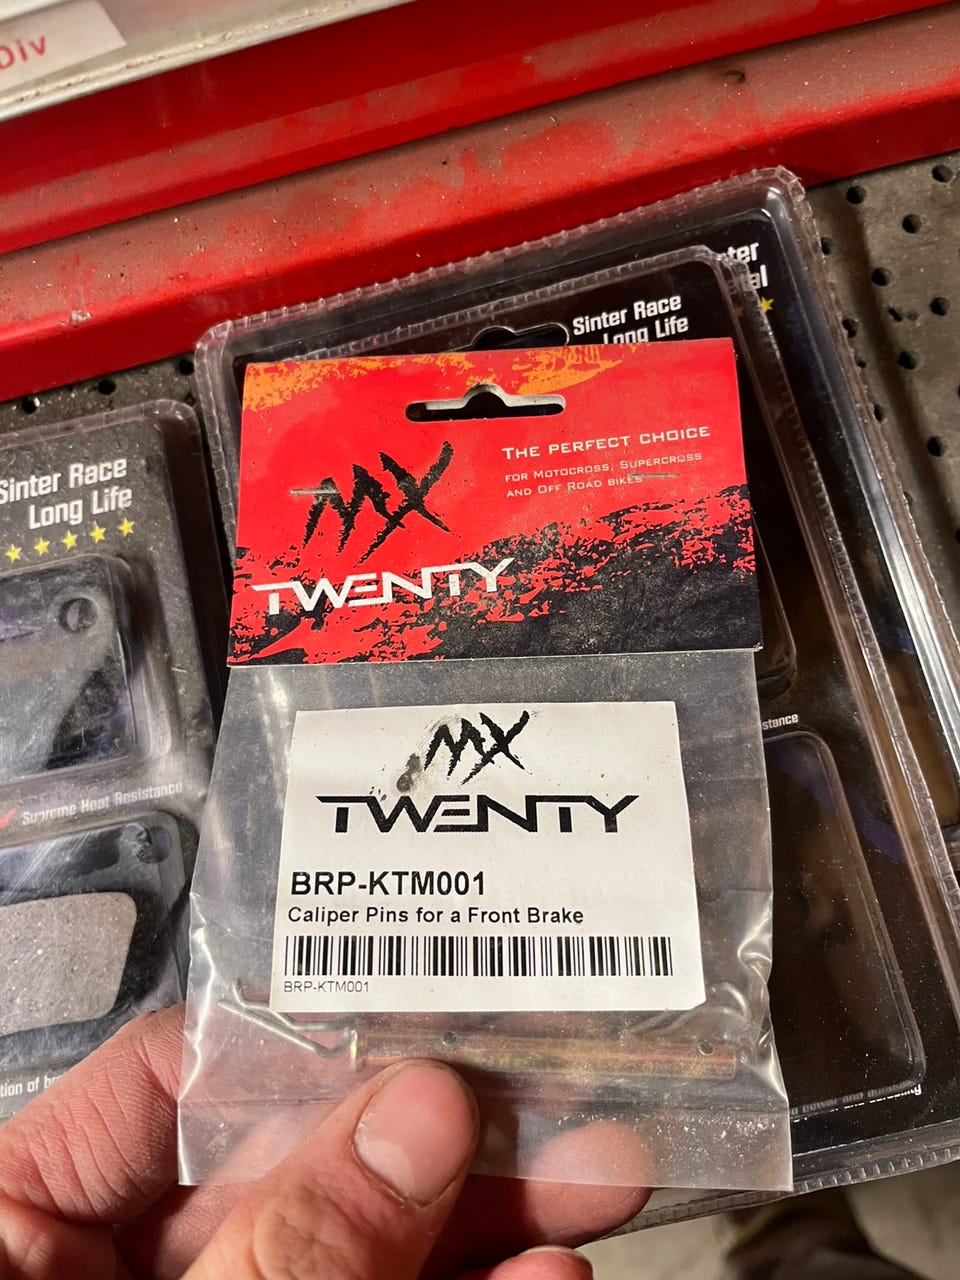 Div
Sinter Race
Long Life
Sinter Race
Long Life
Supreme Heat Resistance
THE PERFECT CHOICE
FOR MOTOCROSS, SUPERCROSS
AND OFF ROAD BIKES
MX
TWENTY
MX
TWENTY
BRP-KTM001
Caliper Pins for a Front Brake
BRP-KTM001